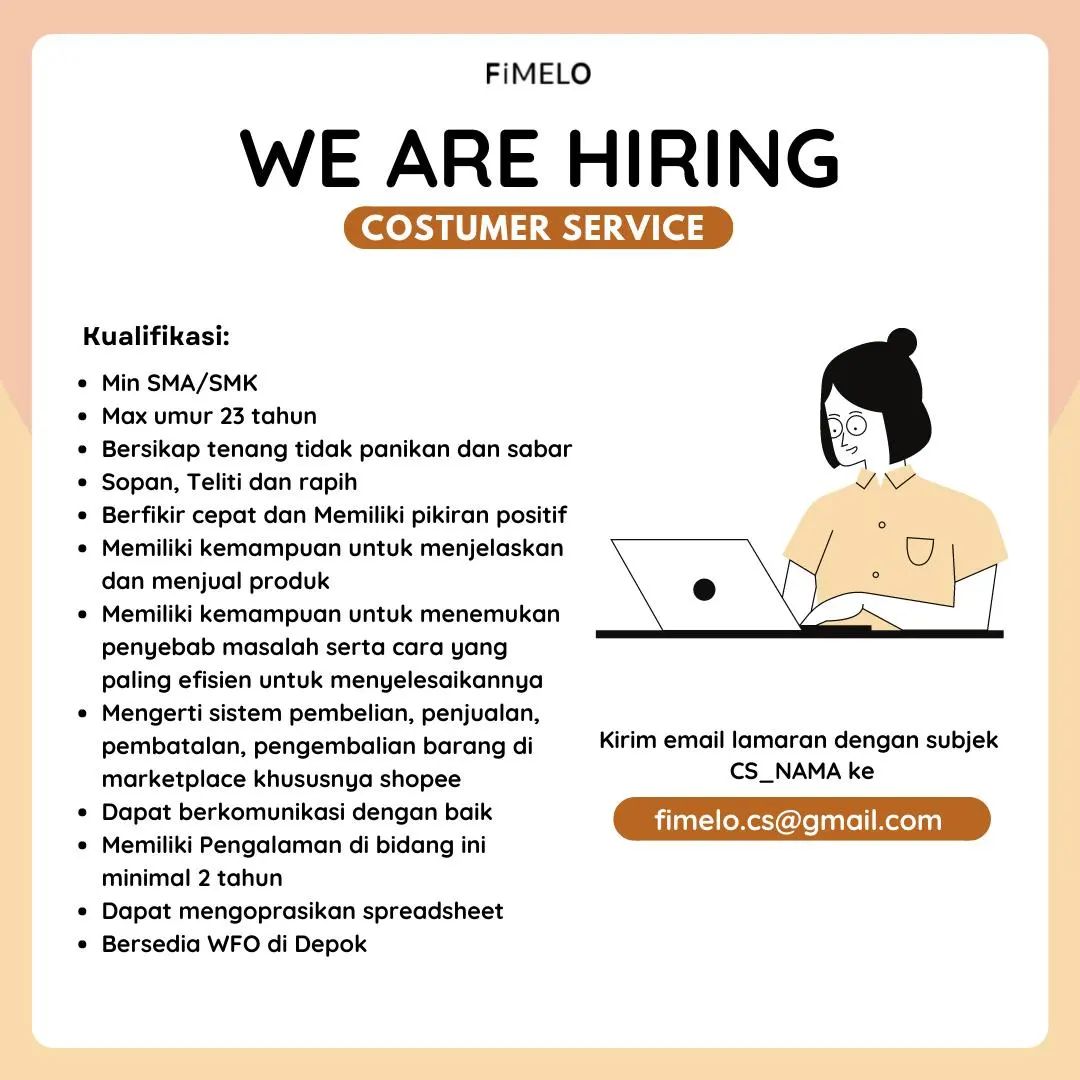 FiMELO
WE ARE HIRING
COSTUMER SERVICE
Kualifikasi:
• Min SMA/SMK
• Max umur 23 tahun
• Bersikap tenang tidak panikan dan sabar
• Sopan, Teliti dan rapih
• Berfikir cepat dan Memiliki pikiran positif
• Memiliki kemampuan untuk menjelaskan
dan menjual produk
• Memiliki kemampuan untuk menemukan
penyebab masalah serta cara yang
paling efisien untuk menyelesaikannya
• Mengerti sistem pembelian, penjualan,
pembatalan, pengembalian barang di
marketplace khususnya shopee
• Dapat berkomunikasi dengan baik
• Memiliki Pengalaman di bidang ini
minimal 2 tahun
• Dapat mengoprasikan spreadsheet
• Bersedia WFO di Depok
Kirim email lamaran dengan subjek
CS_NAMA ke
fimelo.cs@gmail.com